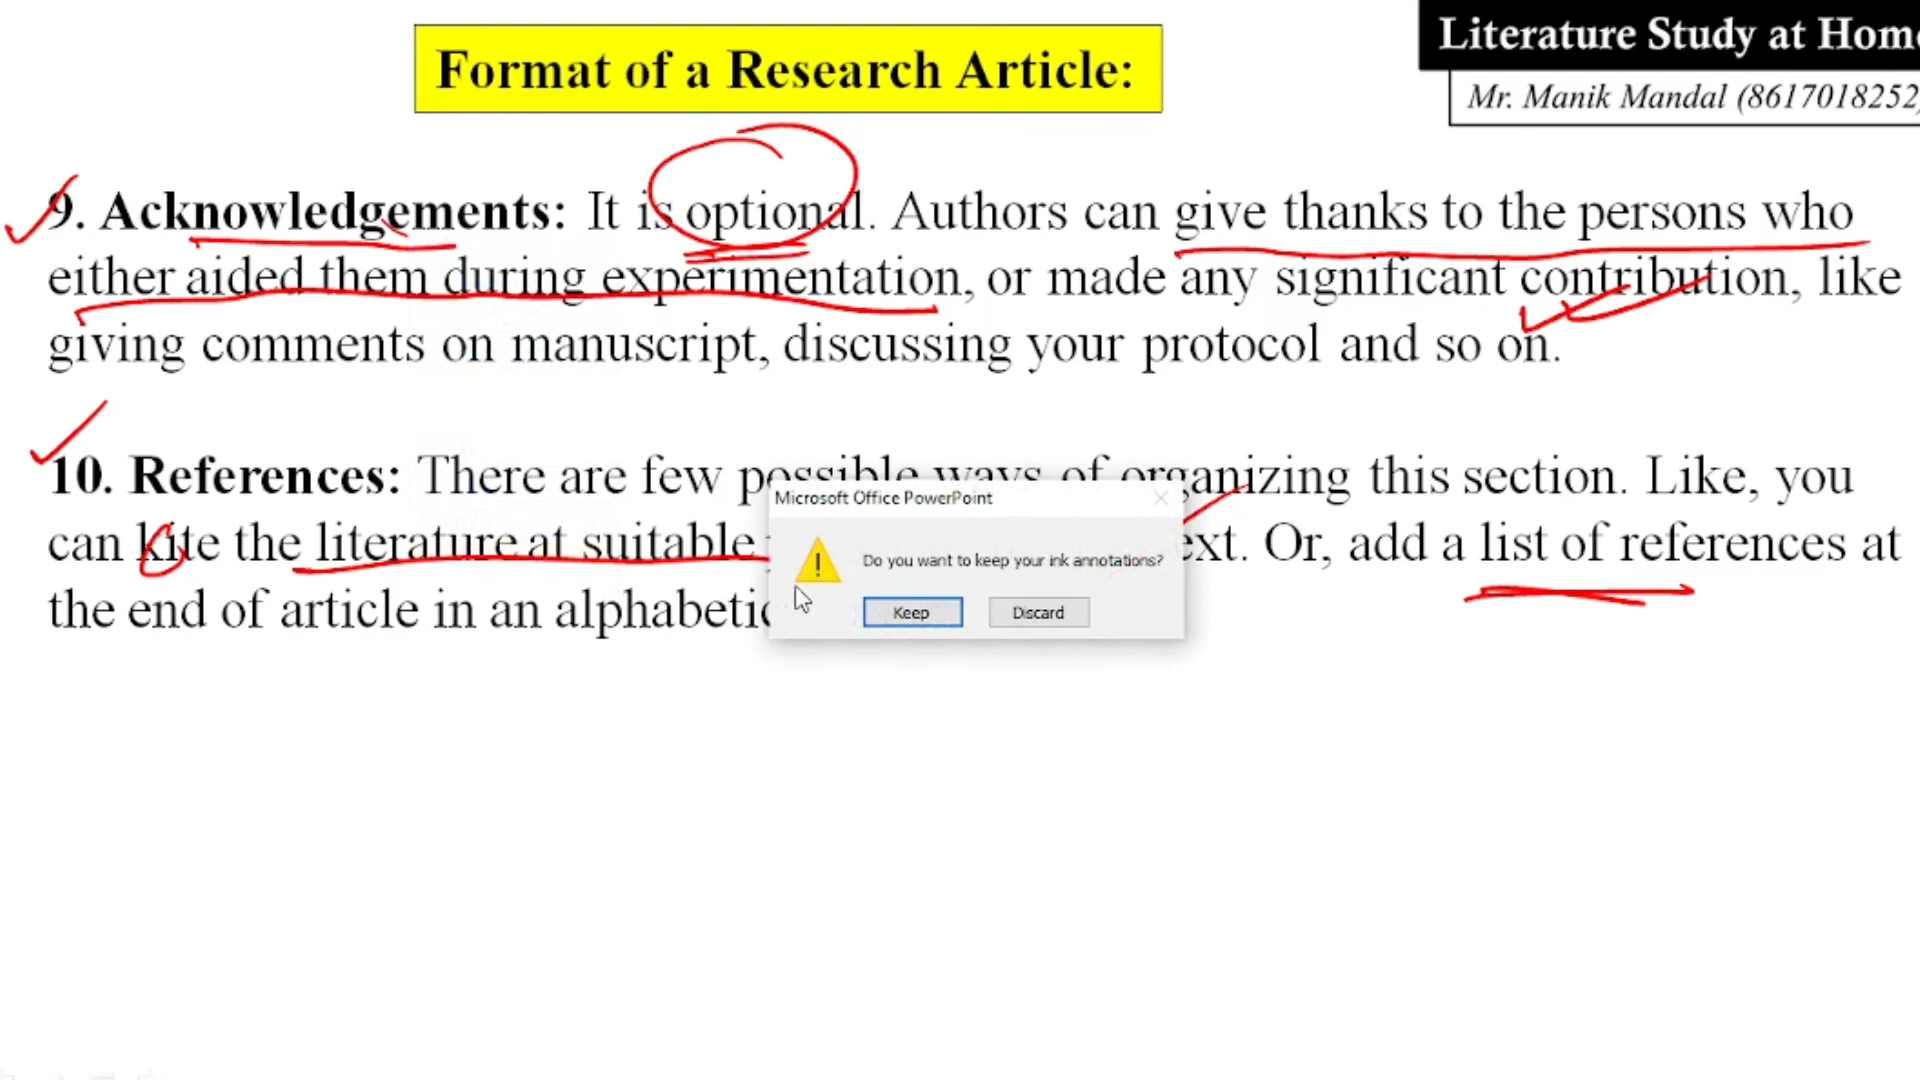 Literature Study at Home
Format of a Research Article:
Mr. Manik Mandal (8617018252)
9. Acknowledgements: It is optional. Authors can give thanks to the persons who
either aided them during experimentation, or made any significant contribution, like
giving comments on manuscript, discussing your protocol and so on.
10. References: There are few possible ways of organizing this section. Like, you
can kite the literature at suitable ext. Or, add a list of references at
the end of article in an alphabetic
Microsoft Office PowerPoint
Do you want to keep your ink annotations?
Keep Discard